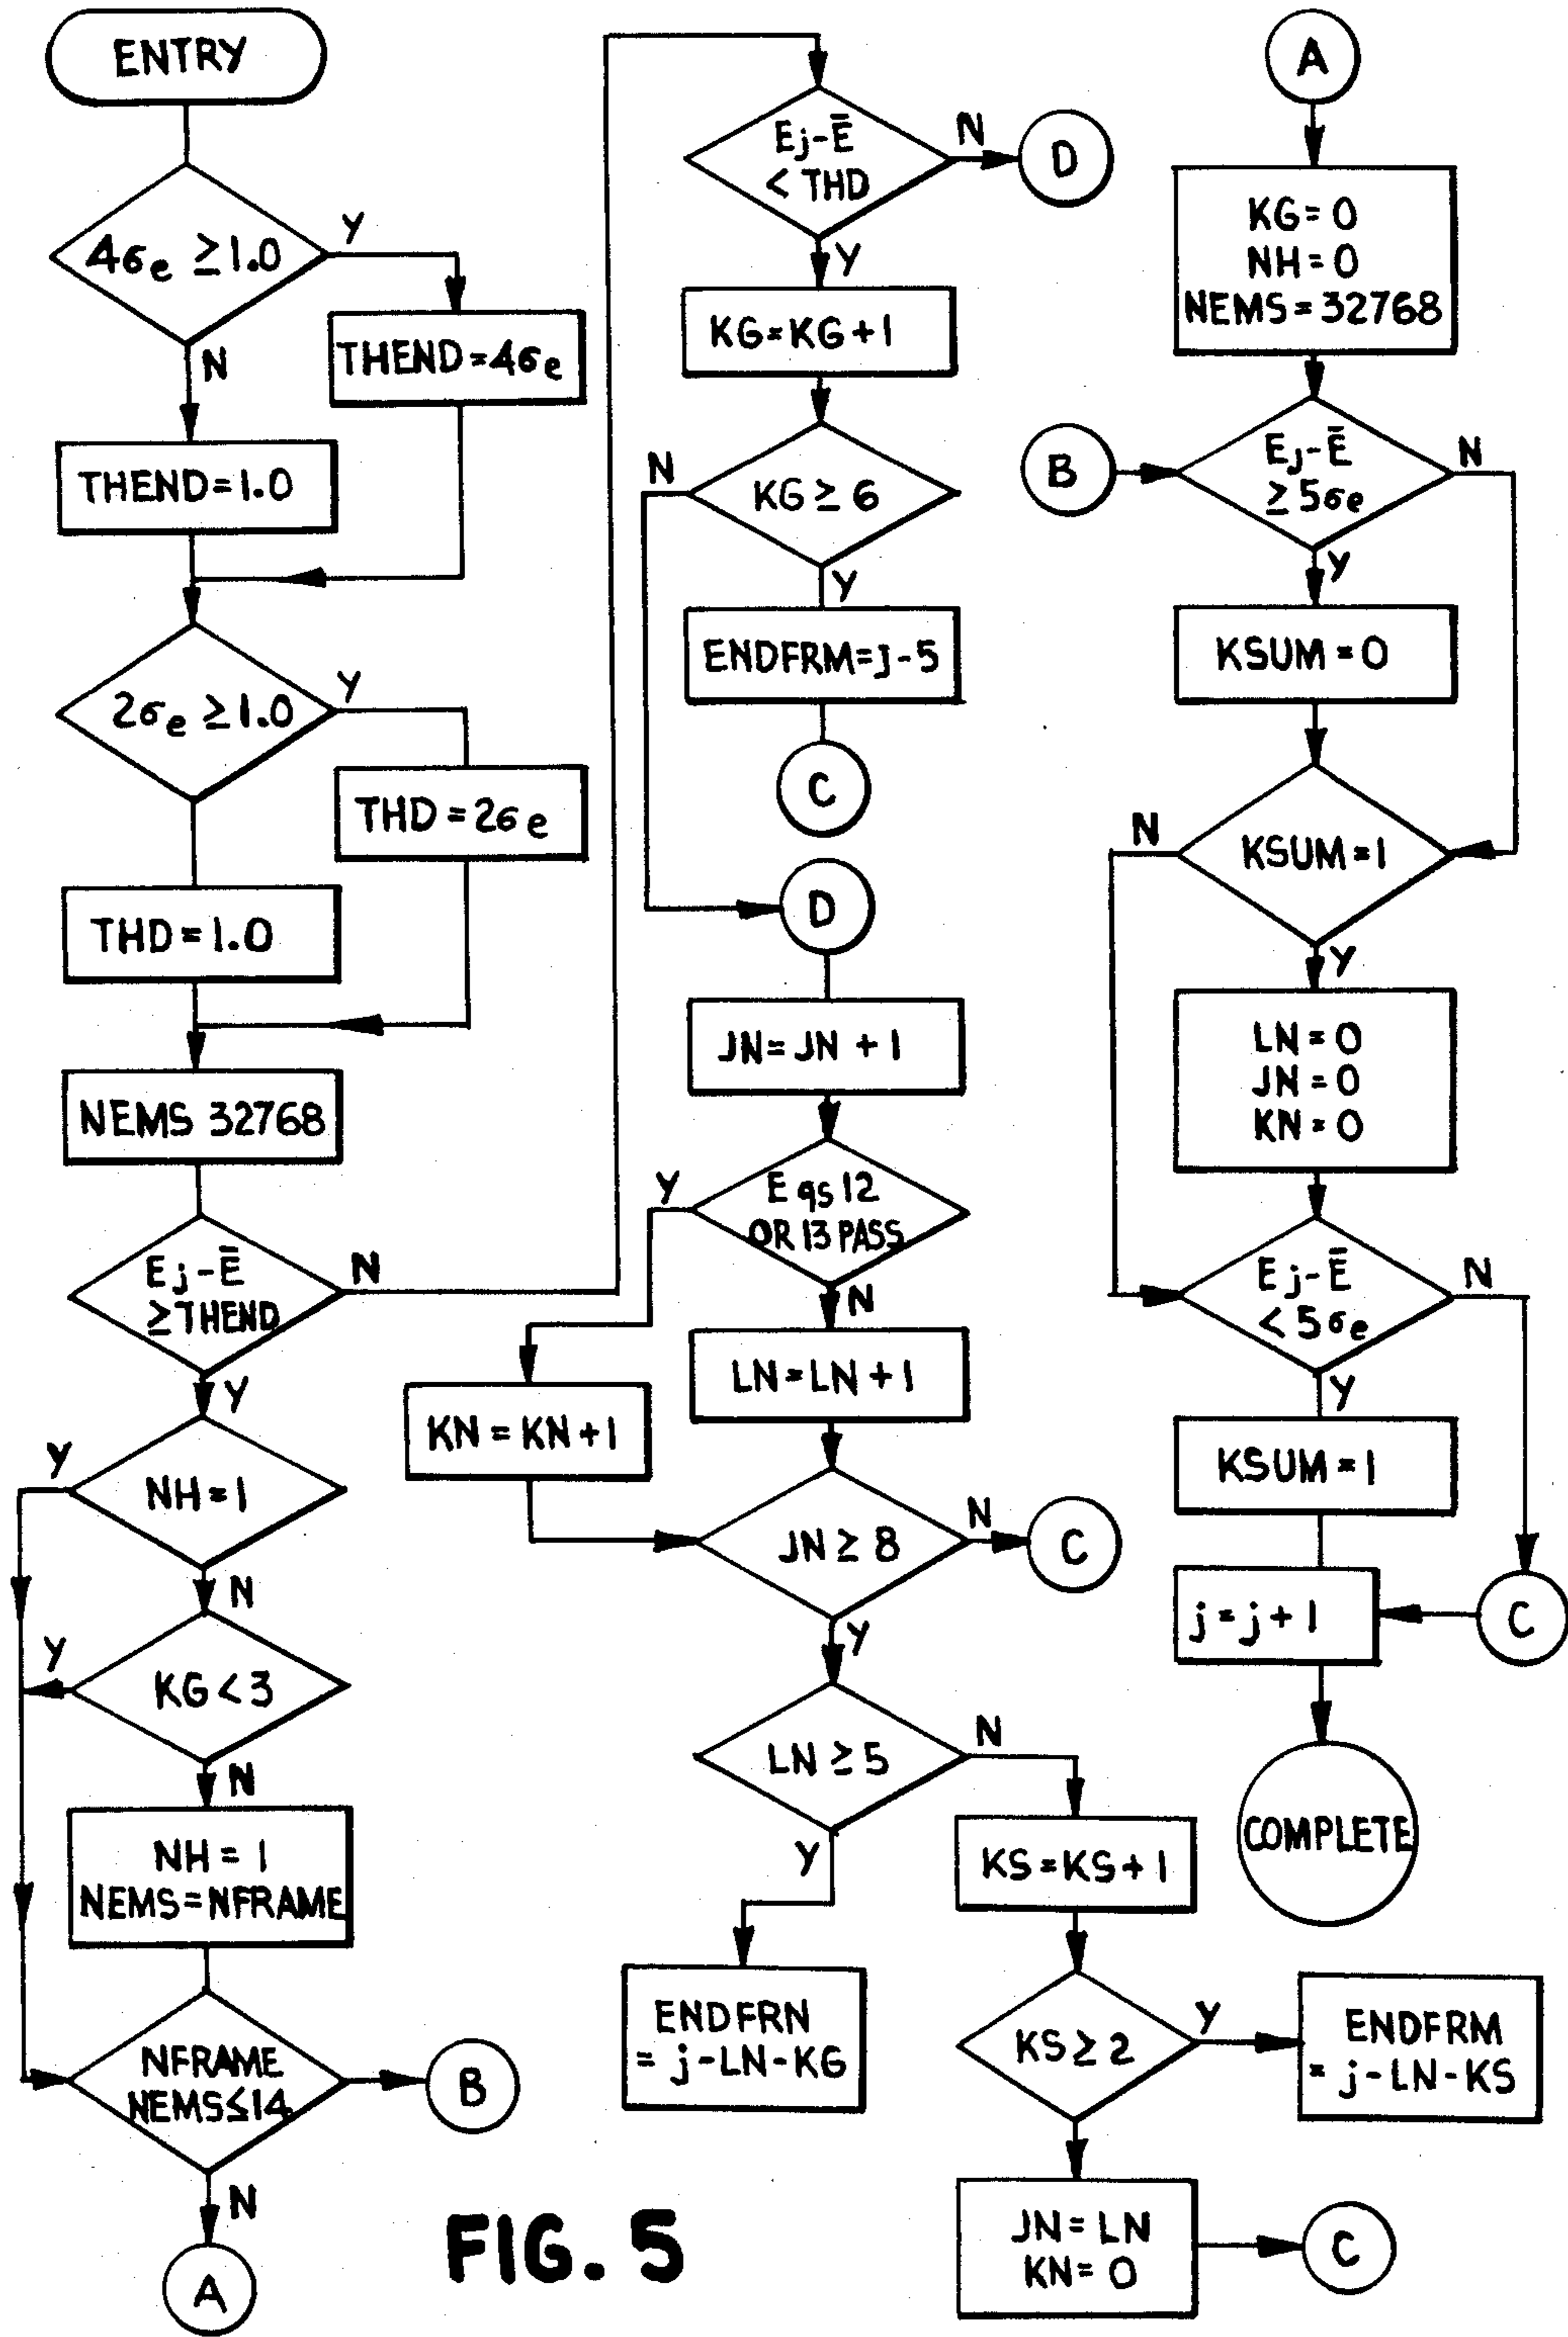 ENTRY
4σe ≥ 1.0
Y
N
THEND=4σe
THEND=1.0
2σe ≥ 1.0
Y
THD=2σe
THD=1.0
NEMS 32768
Ej-Ē
≥THEND
N
Y
NH=1
Y
N
KG<3
Y
N
NH=1
NEMS=NFRAME
NFRAME
NEMS≤14
B
N
A
Ej-Ē
< THD
N
D
Y
KG=KG+1
KG ≥ 6
N
Y
ENDFRM=J-5
C
D
JN=JN+1
Eqs 12
OR 13 PASS
Y
N
LN=LN+1
KN=KN+1
JN ≥ 8
N
C
Y
LN ≥ 5
N
Y
ENDFRN
= j-LN-KG
KS=KS+1
KS ≥ 2
Y
ENDFRM
= j-LN-KS
JN=LN
KN=0
C
A
KG=0
NH=0
NEMS=32768
B
Ej-Ē
≥5σe
N
Y
KSUM=0
KSUM=1
N
Y
LN=0
JN=0
KN=0
Ej-Ē
<5σe
N
Y
KSUM=1
j=j+1
C
COMPLETE
FIG. 5